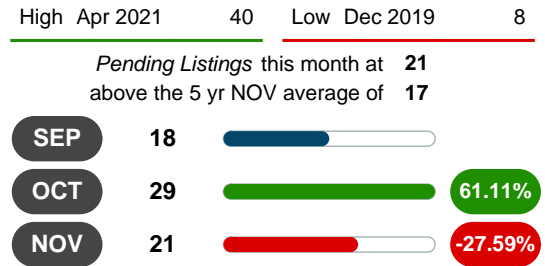 High Apr 2021 40 Low Dec 2019 8
Pending Listings this month at 21
above the 5 yr NOV average of 17
SEP 18
OCT 29 61.11%
NOV 21 -27.59%